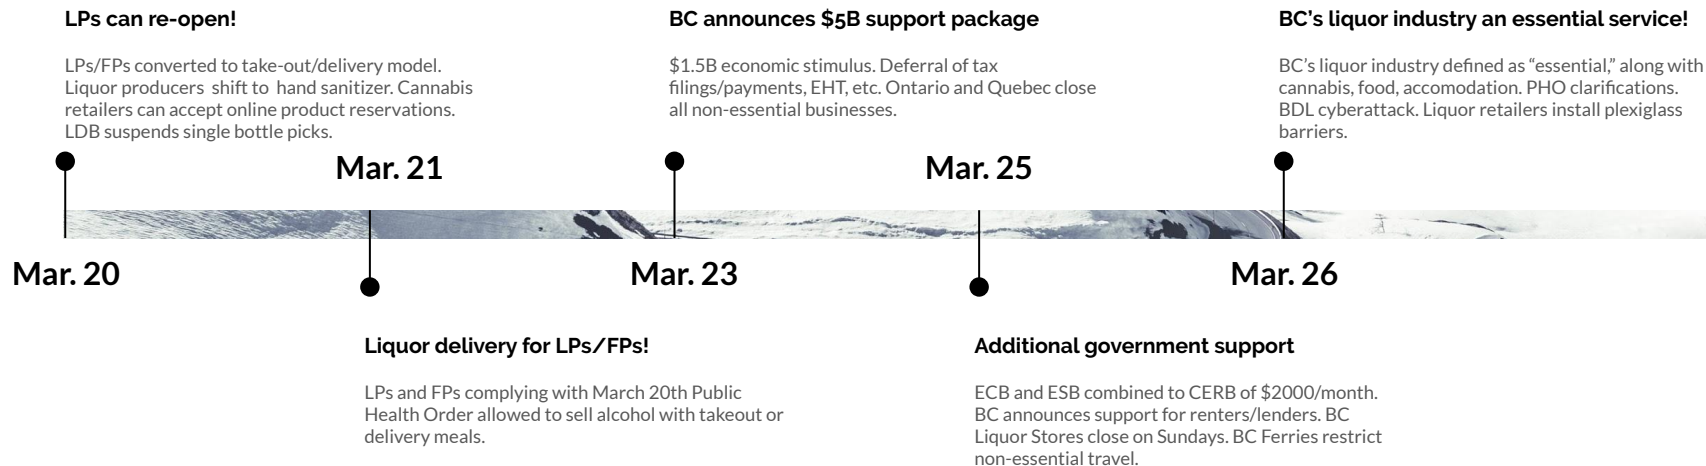 LPs can re-open!
LPs/FPs converted to take-out/delivery model.
Liquor producers shift to hand sanitizer. Cannabis
retailers can accept online product reservations.
LDB suspends single bottle picks.
Mar. 20
Mar. 21
Liquor delivery for LPs/FPs!
LPs and FPs complying with March 20th Public
Health Order allowed to sell alcohol with takeout or
delivery meals.
BC announces $5B support package
$1.5B economic stimulus. Deferral of tax
filings/payments, EHT, etc. Ontario and Quebec close
all non-essential businesses.
Mar. 23
Mar. 25
Additional government support
ECB and ESB combined to CERB of $2000/month.
BC announces support for renters/lenders. BC
Liquor Stores close on Sundays. BC Ferries restrict
non-essential travel.
BC's liquor industry an essential service!
BC's liquor industry defined as “essential,” along with
cannabis, food, accomodation. PHO clarifications.
BDL cyberattack. Liquor retailers install plexiglass
barriers.
Mar. 26